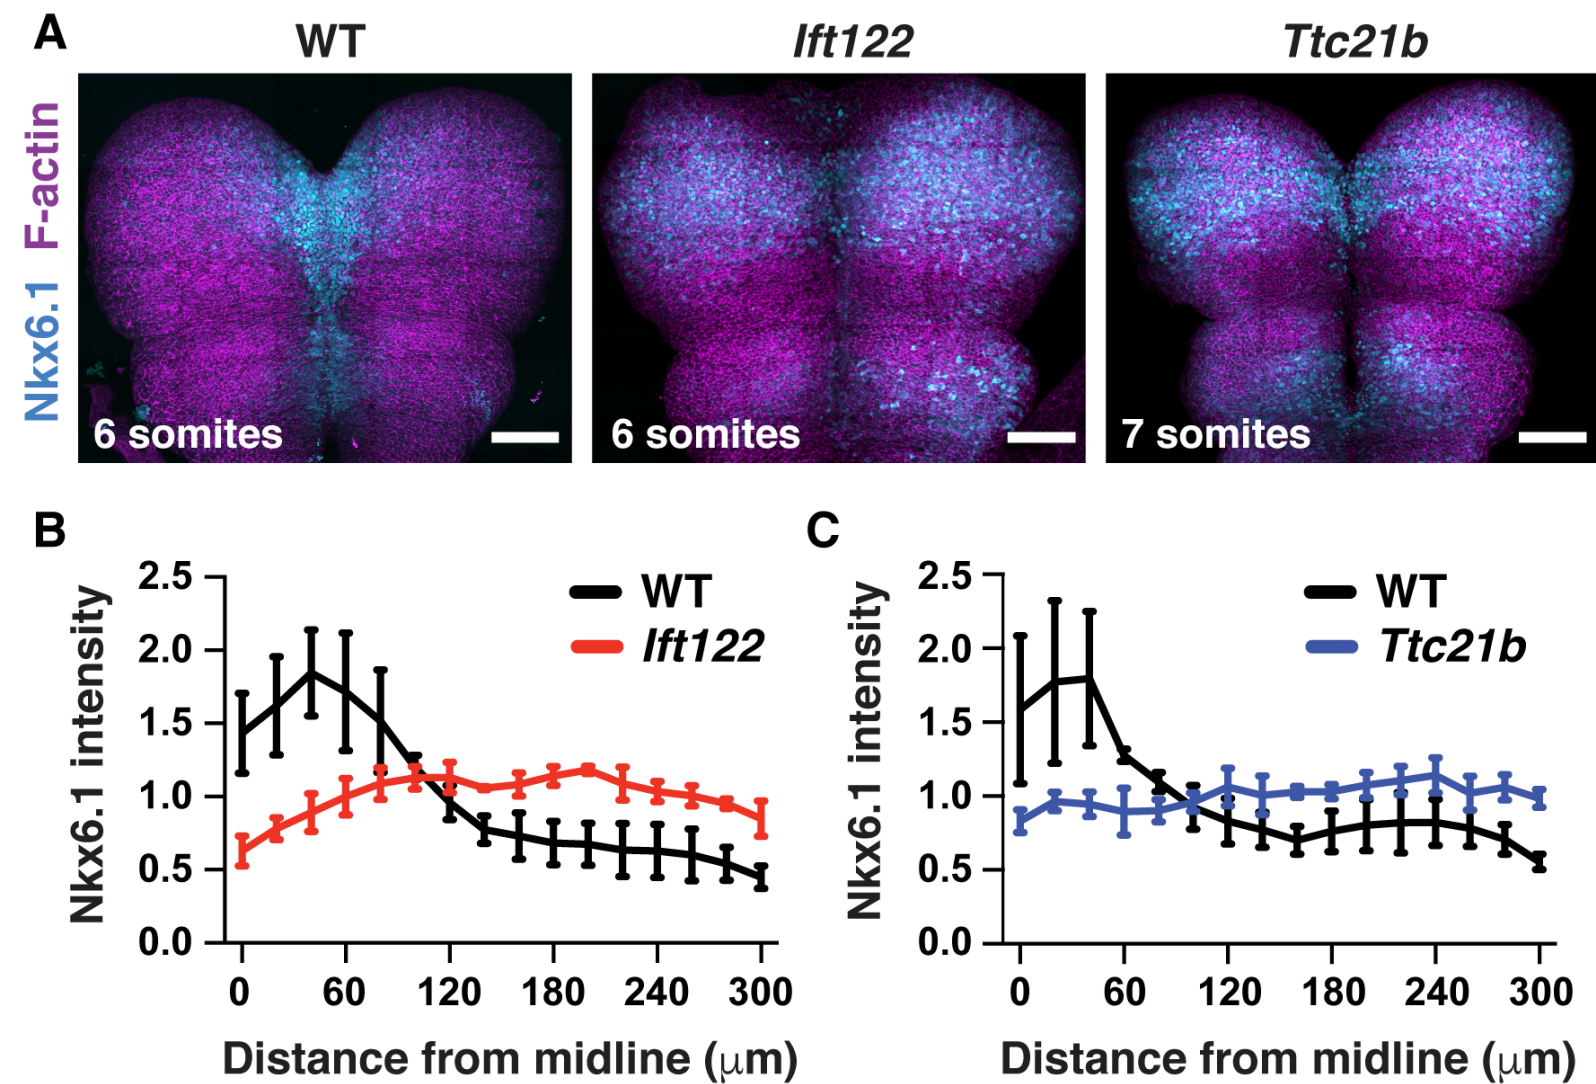 A
WT
Ift122
Ttc21b
Nkx6.1 F-actin
6 somites
6 somites
7 somites
B
Nkx6.1 intensity
2.5
2.0
1.5
1.0
0.5
0.0
WT
Ift122
0 60 120 180 240 300
Distance from midline (μm)
C
Nkx6.1 intensity
2.5
2.0
1.5
1.0
0.5
0.0
WT
Ttc21b
0 60 120 180 240 300
Distance from midline (μm)